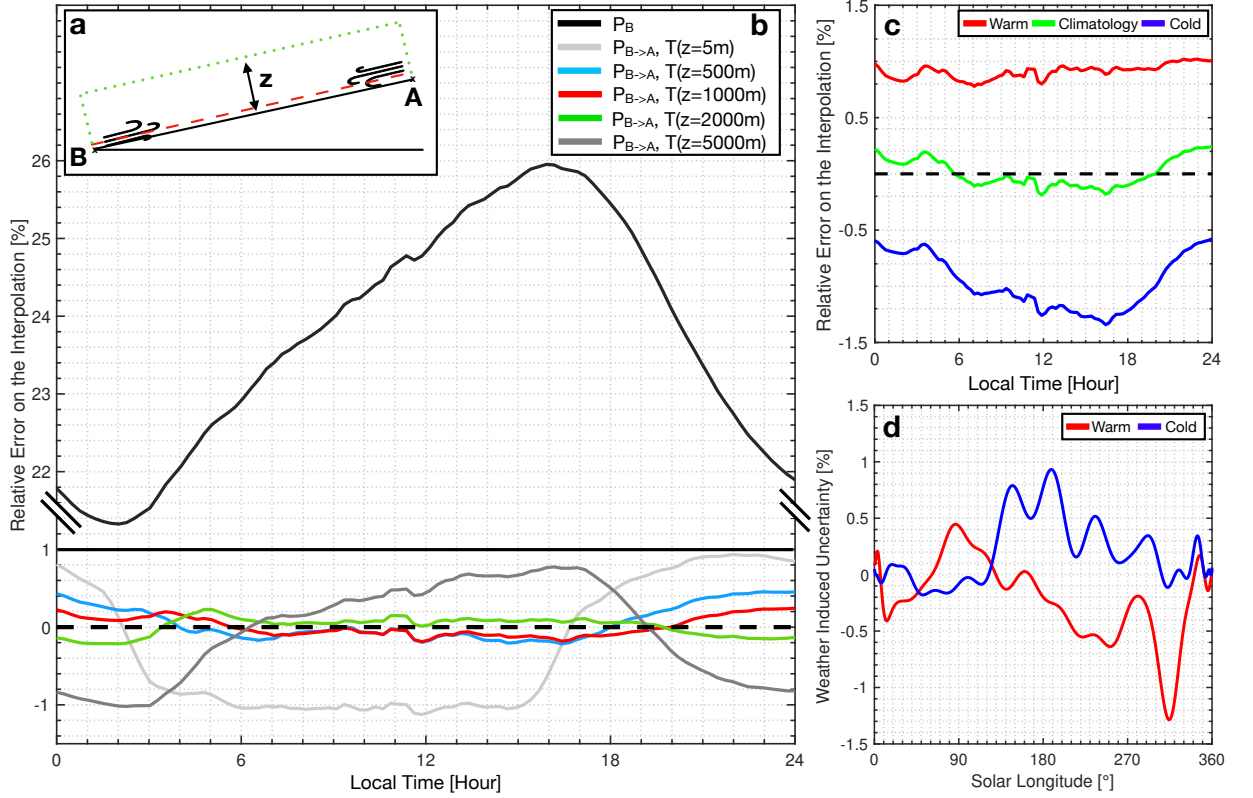 a
z
A
B
b
P_B
P_B->A, T(z=5m)
P_B->A, T(z=500m)
P_B->A, T(z=1000m)
P_B->A, T(z=2000m)
P_B->A, T(z=5000m)
Relative Error on the Interpolation [%]
26
25
24
23
22
1
0
-1
0 6 12 18 24
Local Time [Hour]
c
Warm Climatology Cold
Relative Error on the Interpolation [%]
1.5
0.5
-0.5
-1.5
0 6 12 18 24
Local Time [Hour]
d
Warm Cold
Weather Induced Uncertainty [%]
1.5
1
0.5
0
-0.5
-1
-1.5
0 90 180 270 360
Solar Longitude [°]